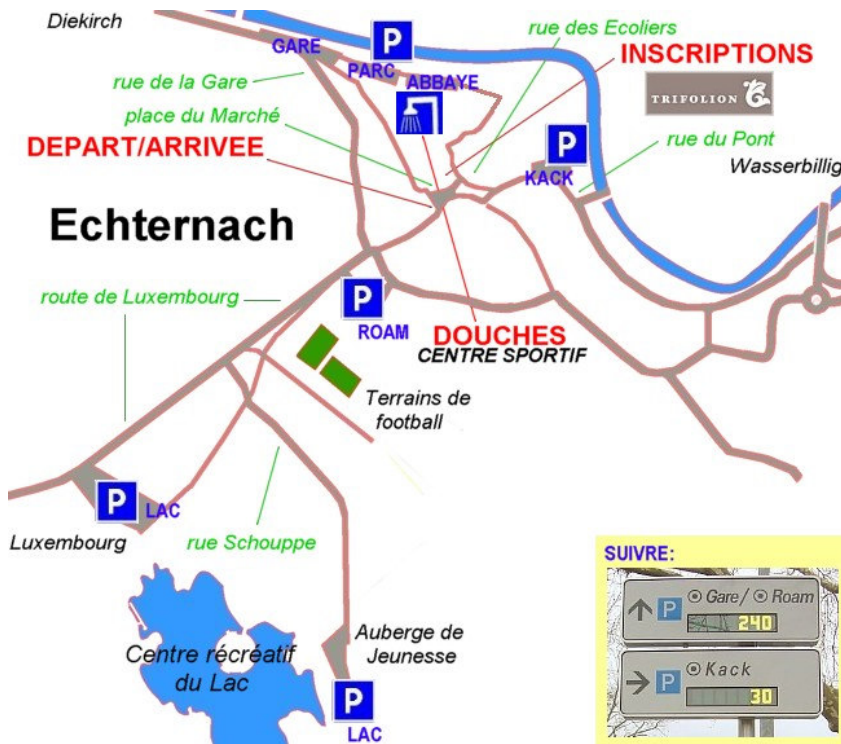 Diekirch
GARE
P
PARC
ABBAYE
rue des Ecoliers
INSCRIPTIONS
TRIFOLION
rue de la Gare
place du Marché
DEPART/ARRIVEE
P
KACK
rue du Pont
Wasserbillig
Echternach
route de Luxembourg
P
ROAM
DOUCHES
CENTRE SPORTIF
Terrains de
football
P
LAC
Luxembourg
rue Schouppe
Centre récréatif
du Lac
Auberge de
Jeunesse
P
LAC
SUIVRE:
P Gare / Roam
240
P Kack
30